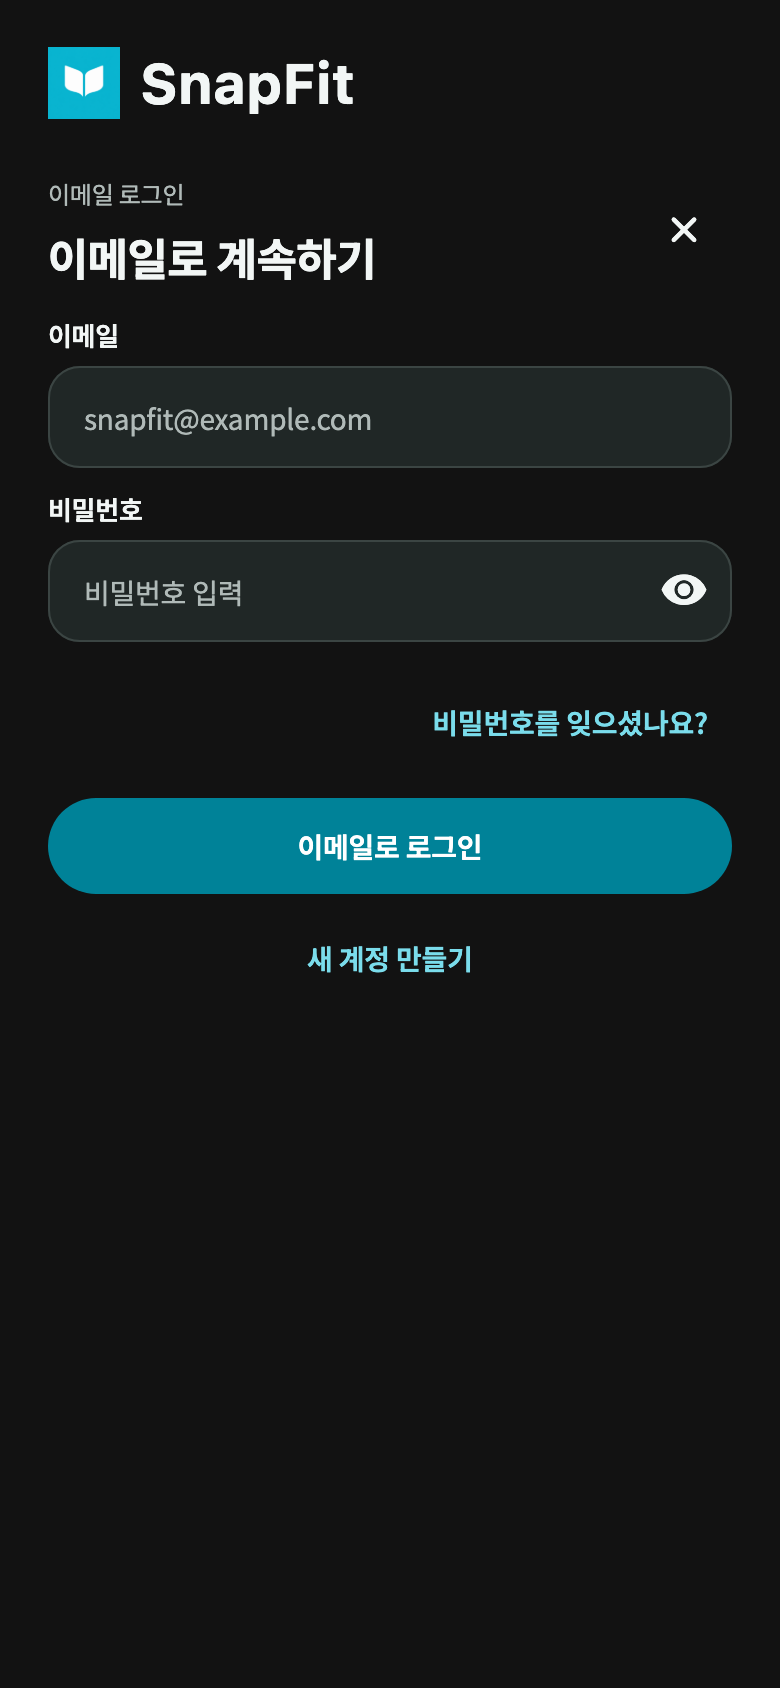 SnapFit
이메일 로그인
이메일로 계속하기
이메일
snapfit@example.com
비밀번호
비밀번호 입력
비밀번호를 잊으셨나요?
이메일로 로그인
새 계정 만들기